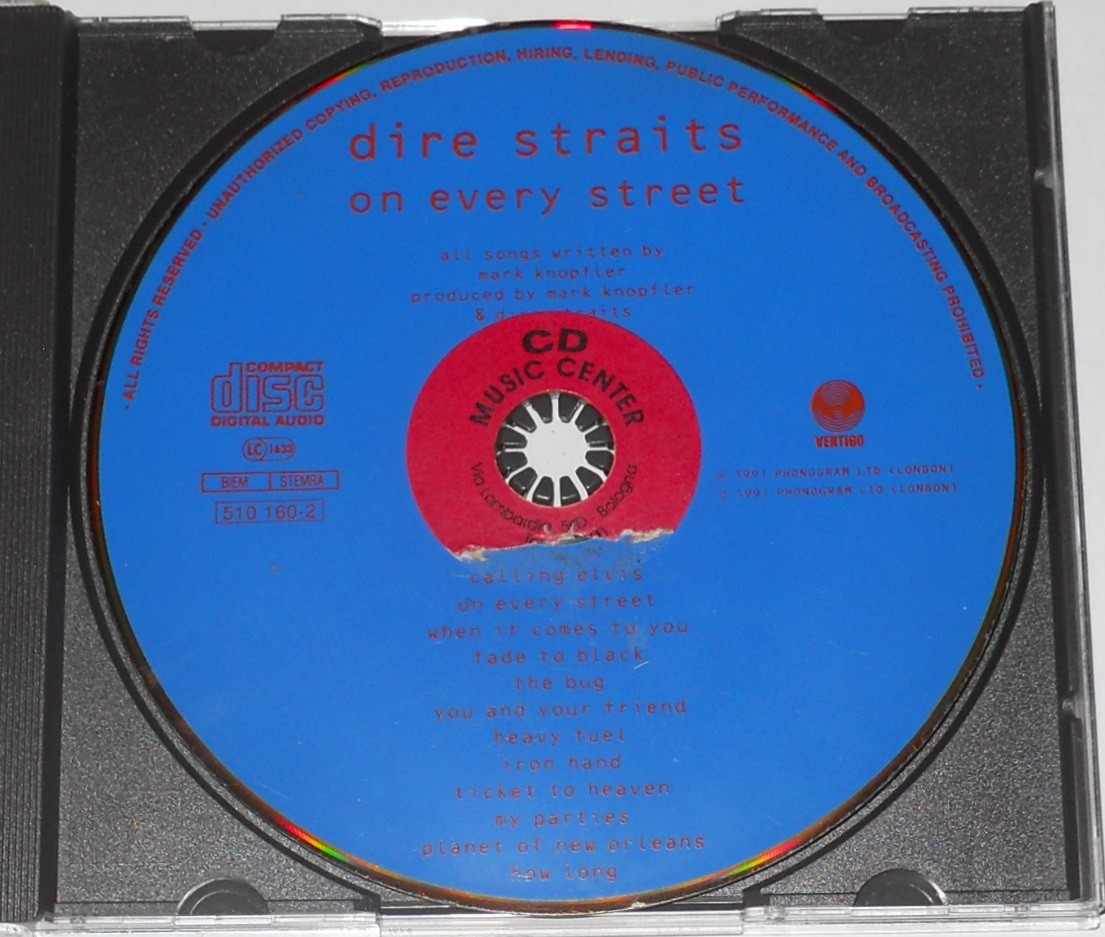 · ALL RIGHTS RESERVED · UNAUTHORIZED COPYING, REPRODUCTION, HIRING, LENDING, PUBLIC PERFORMANCE AND BROADCASTING PROHIBITED ·
dire straits
on every street
all songs written by
mark knopfler
produced by mark knopfler
& dire straits
CD
MUSIC CENTER
COMPACT
disc
DIGITAL AUDIO
LC 1633
BIEM STEMRA
510 160-2
VERTIGO
℗ 1991 PHONOGRAM LTD (LONDON)
© 1991 PHONOGRAM LTD (LONDON)
Via Lombardia, Bologna
calling elvis
on every street
when it comes to you
fade to black
the bug
you and your friend
heavy fuel
iron hand
ticket to heaven
my parties
planet of new orleans
how long